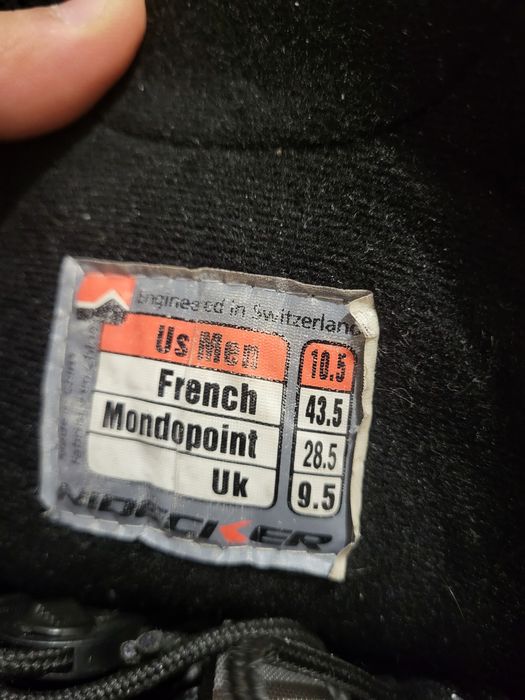 Engineered in Switzerland
Us Men 10.5
French 43.5
Mondopoint 28.5
Uk 9.5
NIDECKER